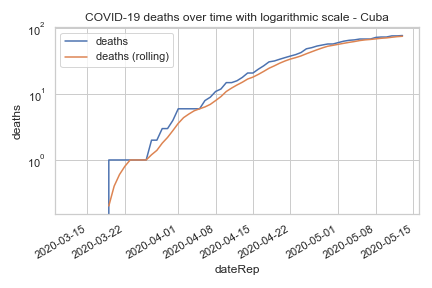 COVID-19 deaths over time with logarithmic scale - Cuba
deaths
deaths (rolling)
10²
10¹
10⁰
deaths
2020-03-15
2020-03-22
2020-04-01
2020-04-08
2020-04-15
2020-04-22
2020-05-01
2020-05-08
2020-05-15
dateRep